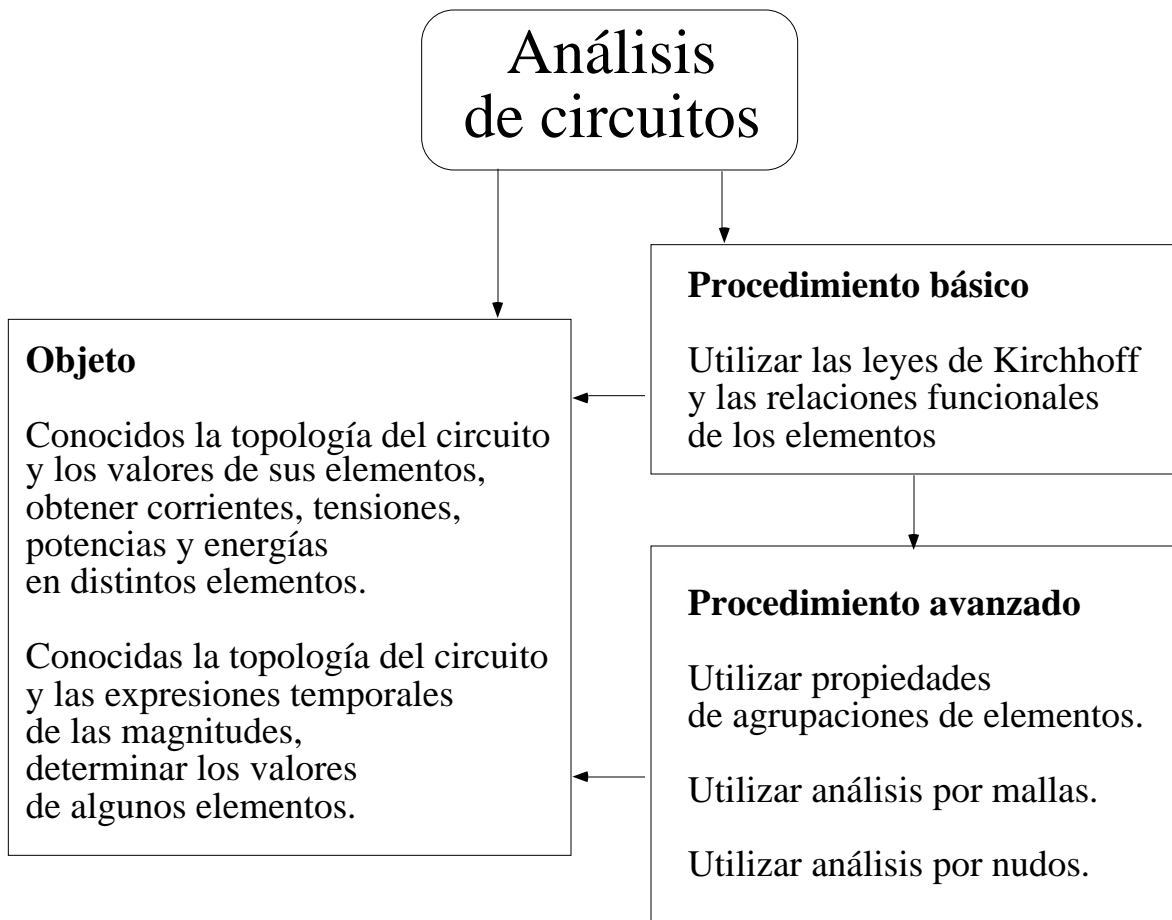 Análisis
de circuitos
Procedimiento básico
Utilizar las leyes de Kirchhoff
y las relaciones funcionales
de los elementos
Objeto
Conocidos la topología del circuito
y los valores de sus elementos,
obtener corrientes, tensiones,
potencias y energías
en distintos elementos.
Conocidas la topología del circuito
y las expresiones temporales
de las magnitudes,
determinar los valores
de algunos elementos.
Procedimiento avanzado
Utilizar propiedades
de agrupaciones de elementos.
Utilizar análisis por mallas.
Utilizar análisis por nudos.